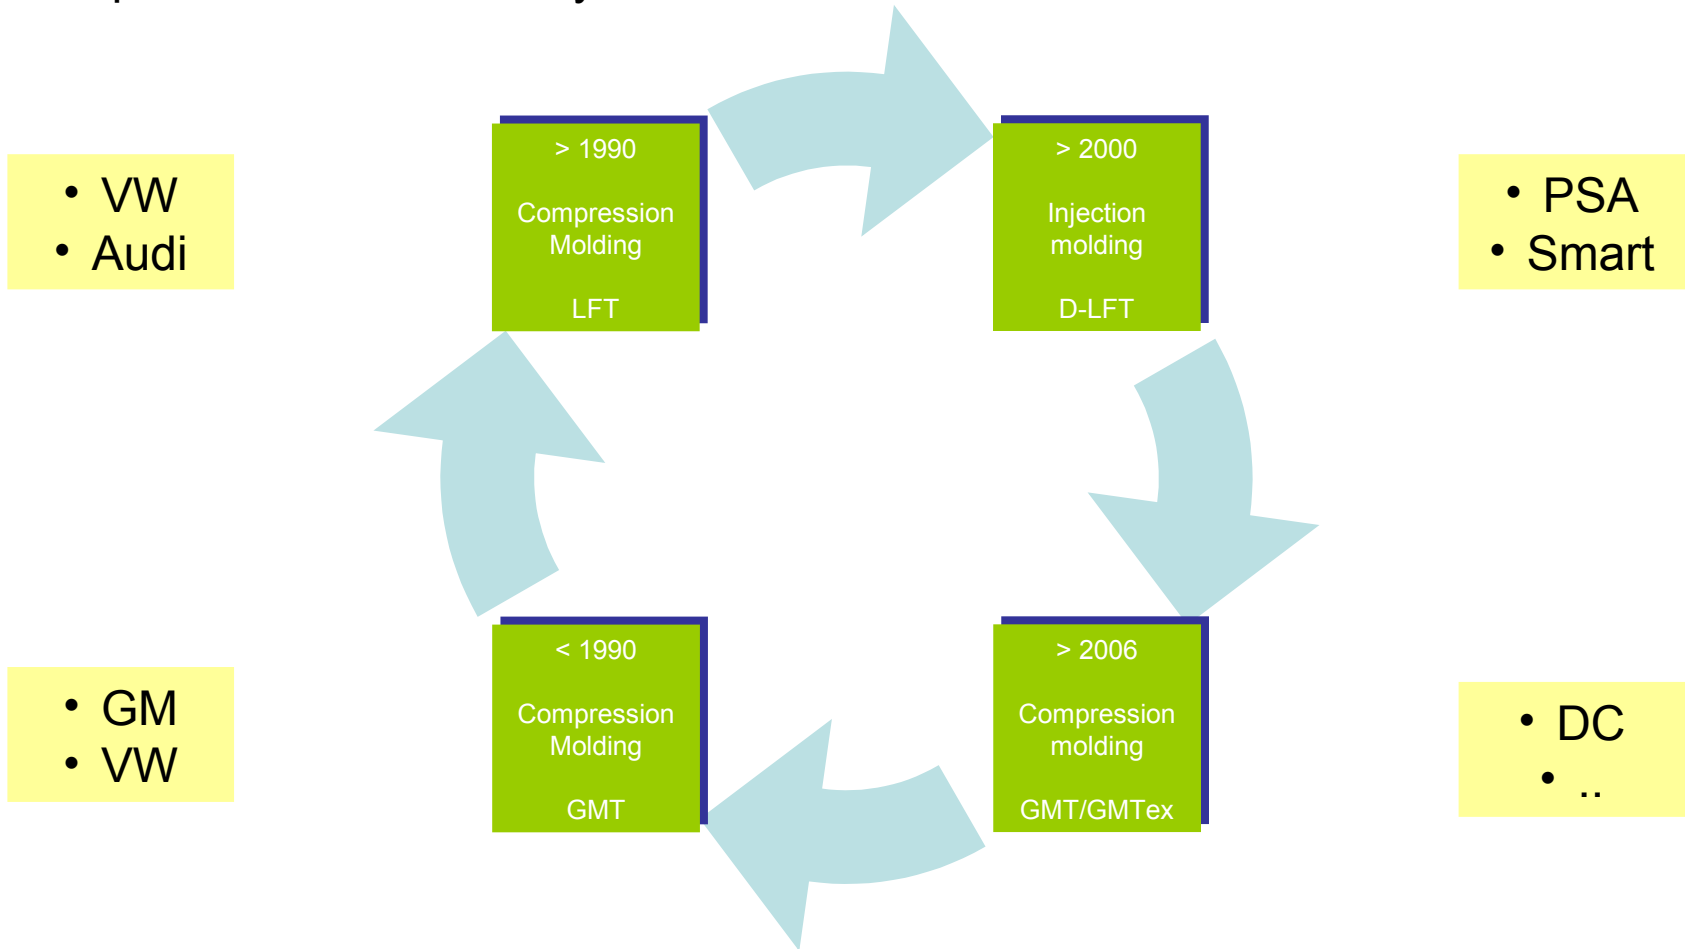 • VW
• Audi
> 1990
Compression
Molding
LFT
> 2000
Injection
molding
D-LFT
• PSA
• Smart
• GM
• VW
< 1990
Compression
Molding
GMT
> 2006
Compression
molding
GMT/GMTex
• DC
• ..